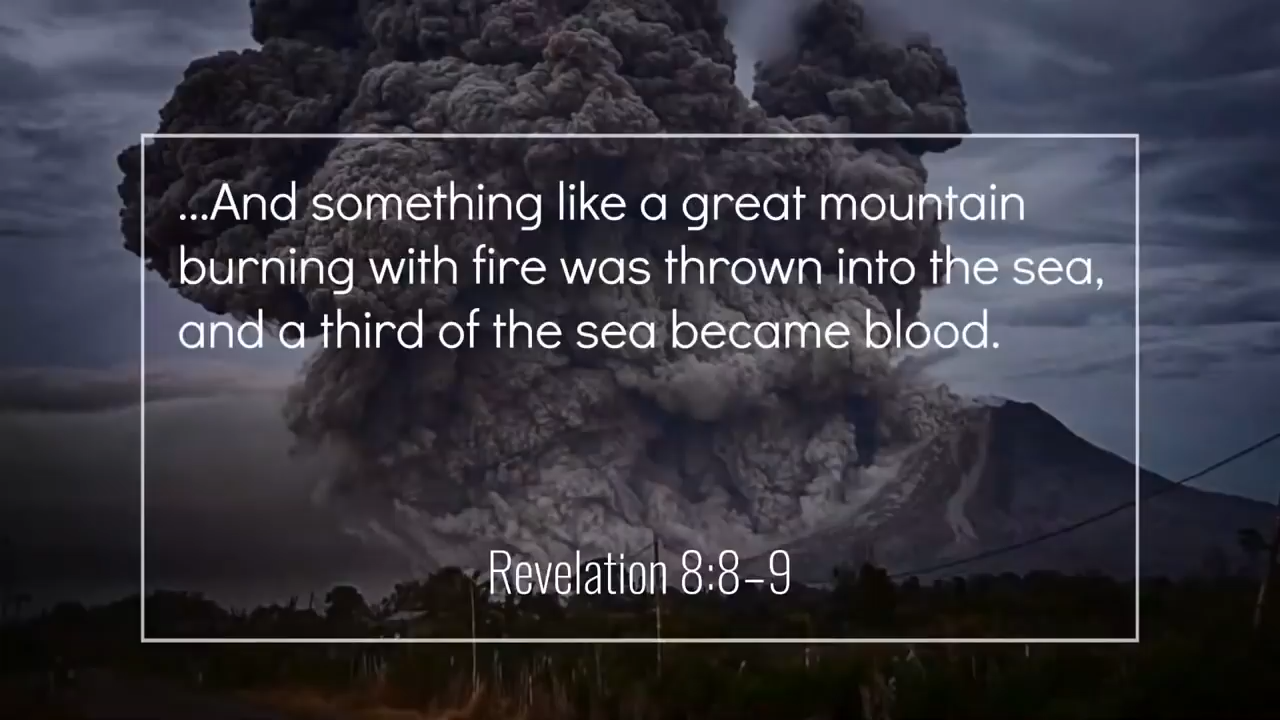 ...And something like a great mountain
burning with fire was thrown into the sea,
and a third of the sea became blood.
Revelation 8:8–9